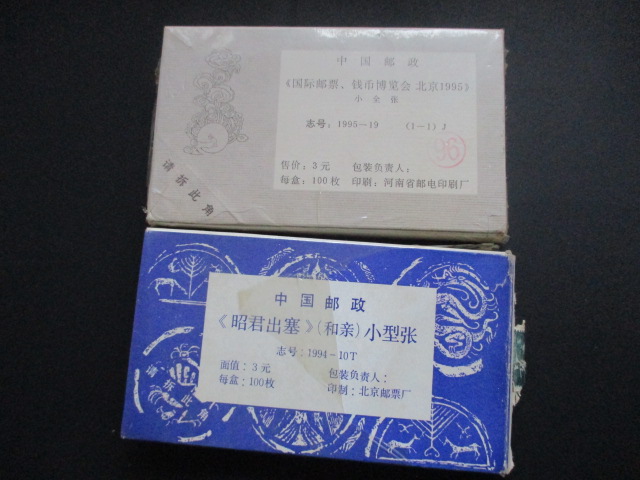 中国邮政
《国际邮票、钱币博览会 北京1995》
小全张
志号：1995－19 （1－1）J
96
售价：3元 包装负责人：
每盒：100枚 印刷：河南省邮电印刷厂
请拆此角
中国邮政
《昭君出塞》（和亲）小型张
志号：1994－10T
面值：3元 包装负责人：
每盒：100枚 印制：北京邮票厂
请拆此角